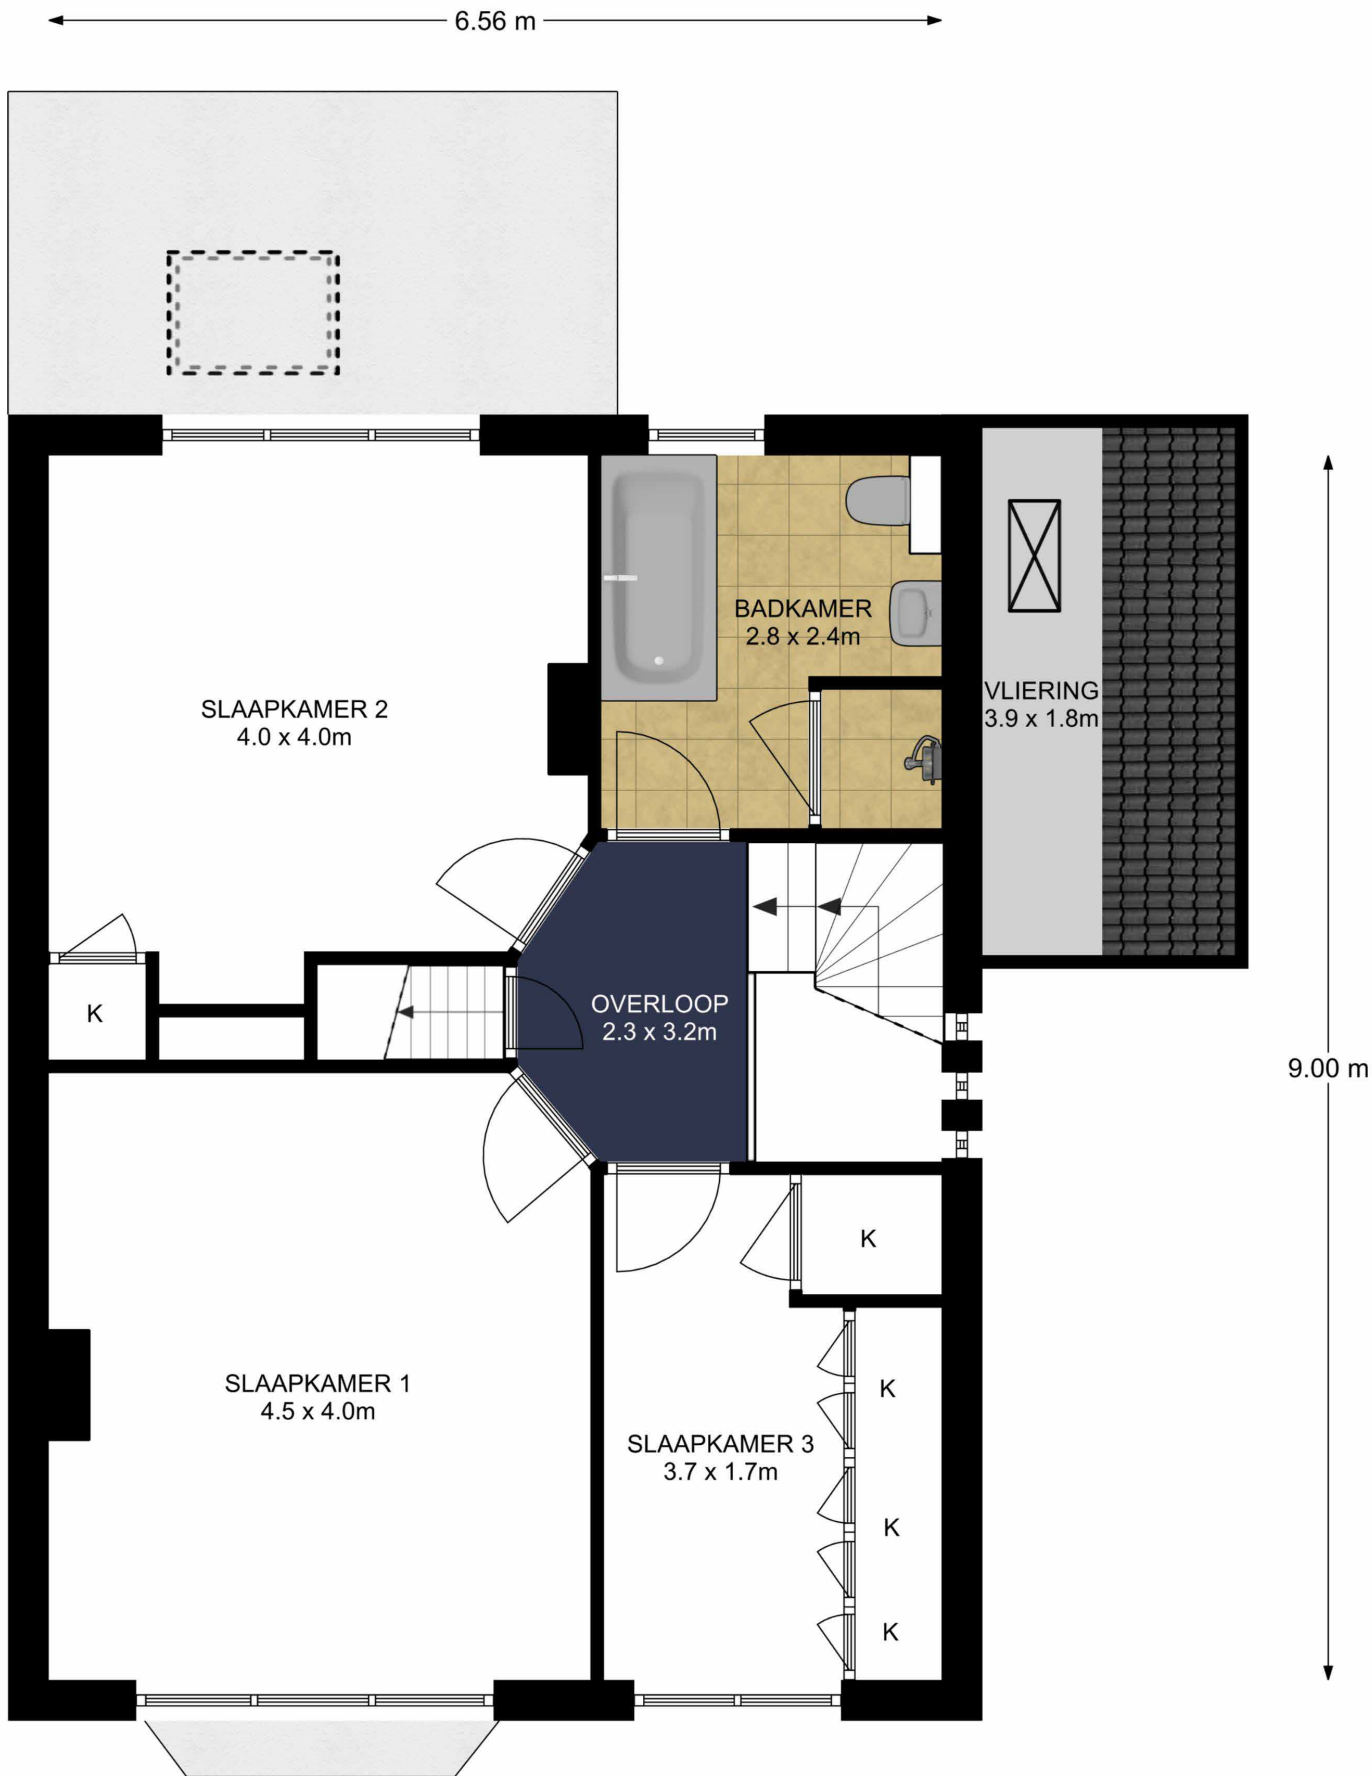 6.56 m
BADKAMER
2.8 x 2.4m
VLIERING
3.9 x 1.8m
SLAAPKAMER 2
4.0 x 4.0m
K
OVERLOOP
2.3 x 3.2m
9.00 m
K
SLAAPKAMER 1
4.5 x 4.0m
K
SLAAPKAMER 3
3.7 x 1.7m
K
K